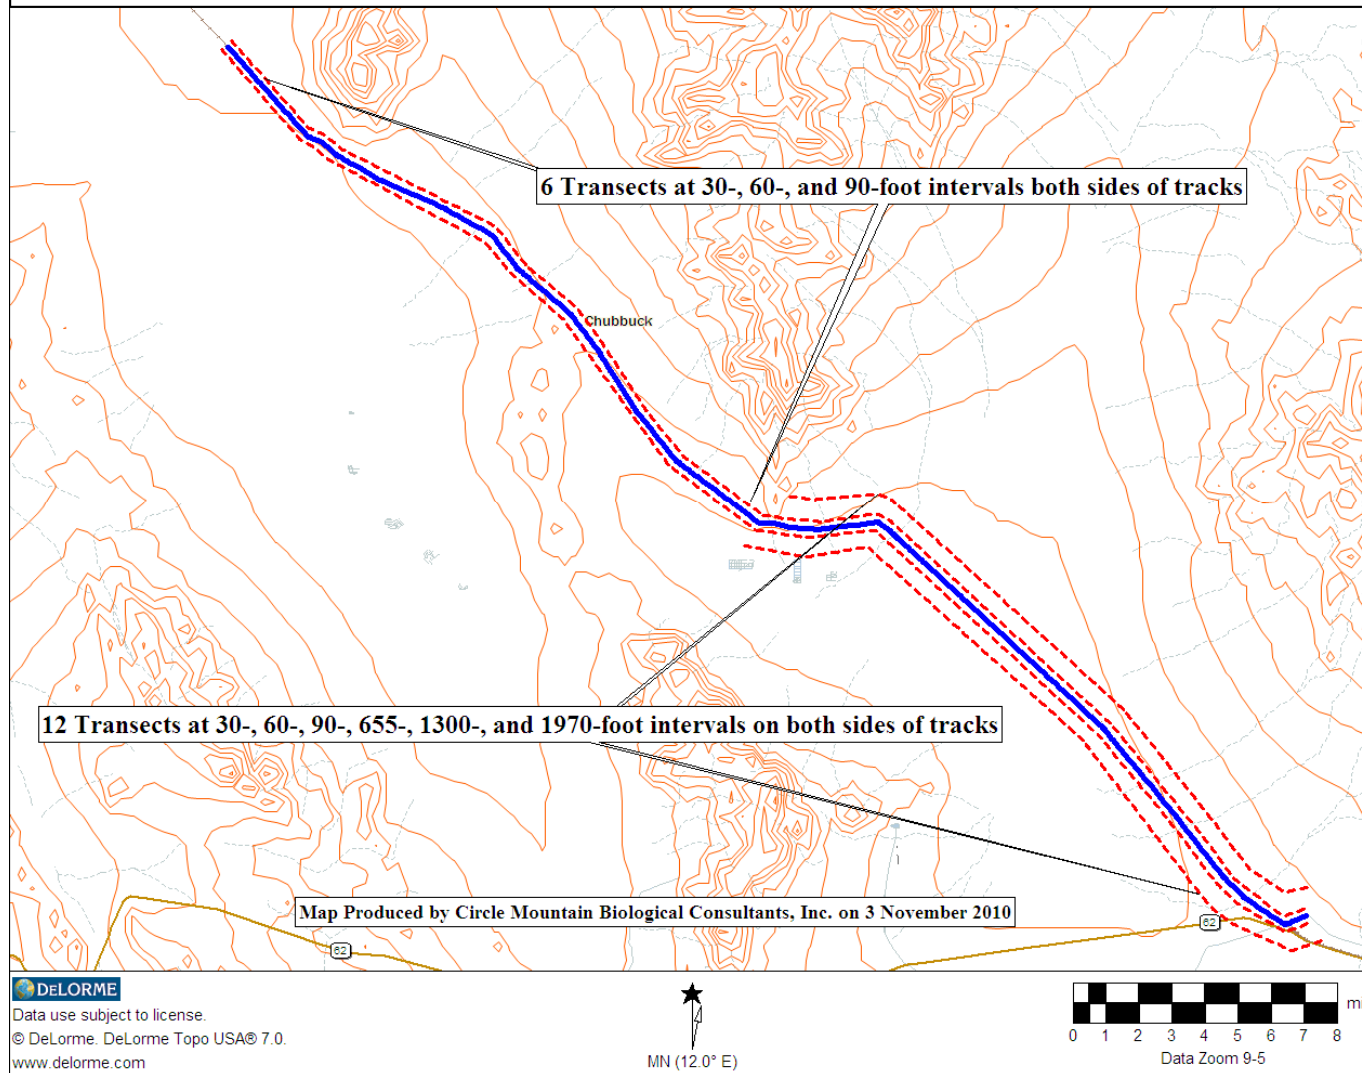 6 Transects at 30-, 60-, and 90-foot intervals both sides of tracks
Chubbuck
12 Transects at 30-, 60-, 90-, 655-, 1300-, and 1970-foot intervals on both sides of tracks
Map Produced by Circle Mountain Biological Consultants, Inc. on 3 November 2010
62
62
DELORME
Data use subject to license.
© DeLorme. DeLorme Topo USA® 7.0.
www.delorme.com
MN (12.0° E)
0 1 2 3 4 5 6 7 8
Data Zoom 9-5